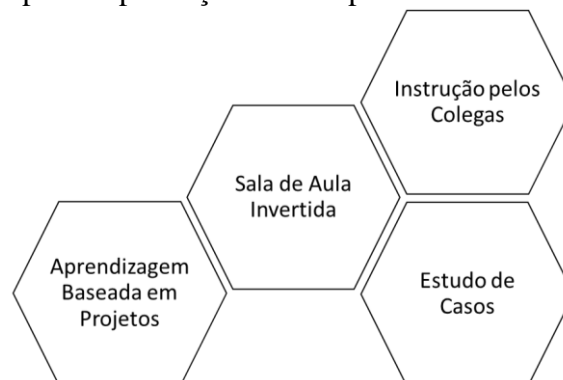 Instrução pelos
Colegas
Sala de Aula
Invertida
Aprendizagem
Baseada em
Projetos
Estudo de
Casos